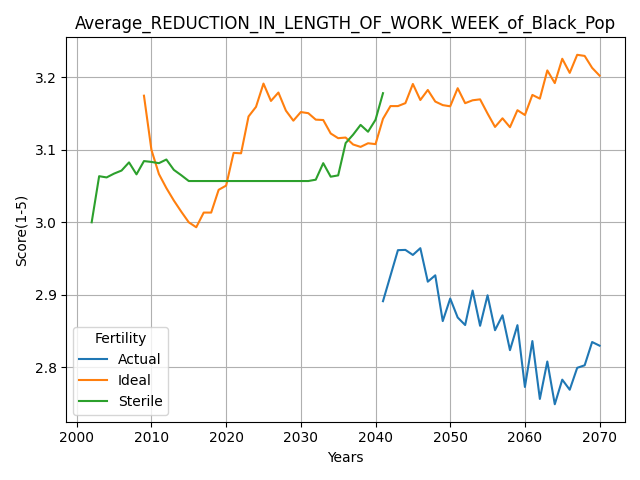 Average_REDUCTION_IN_LENGTH_OF_WORK_WEEK_of_Black_Pop
3.2
3.1
3.0
2.9
2.8
Score(1-5)
Fertility
Actual
Ideal
Sterile
2000 2010 2020 2030 2040 2050 2060 2070
Years